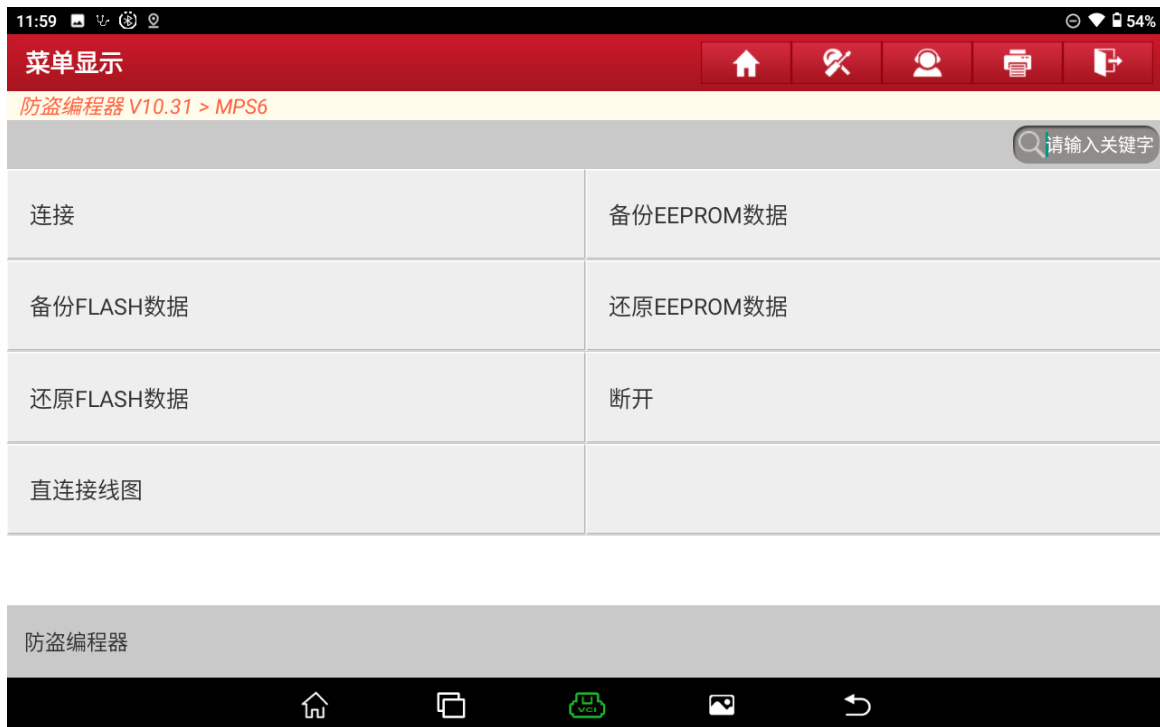 11:59
54%
菜单显示
防盗编程器 V10.31 > MPS6
请输入关键字
连接
备份EEPROM数据
备份FLASH数据
还原EEPROM数据
还原FLASH数据
断开
直连接线图
防盗编程器
VCI